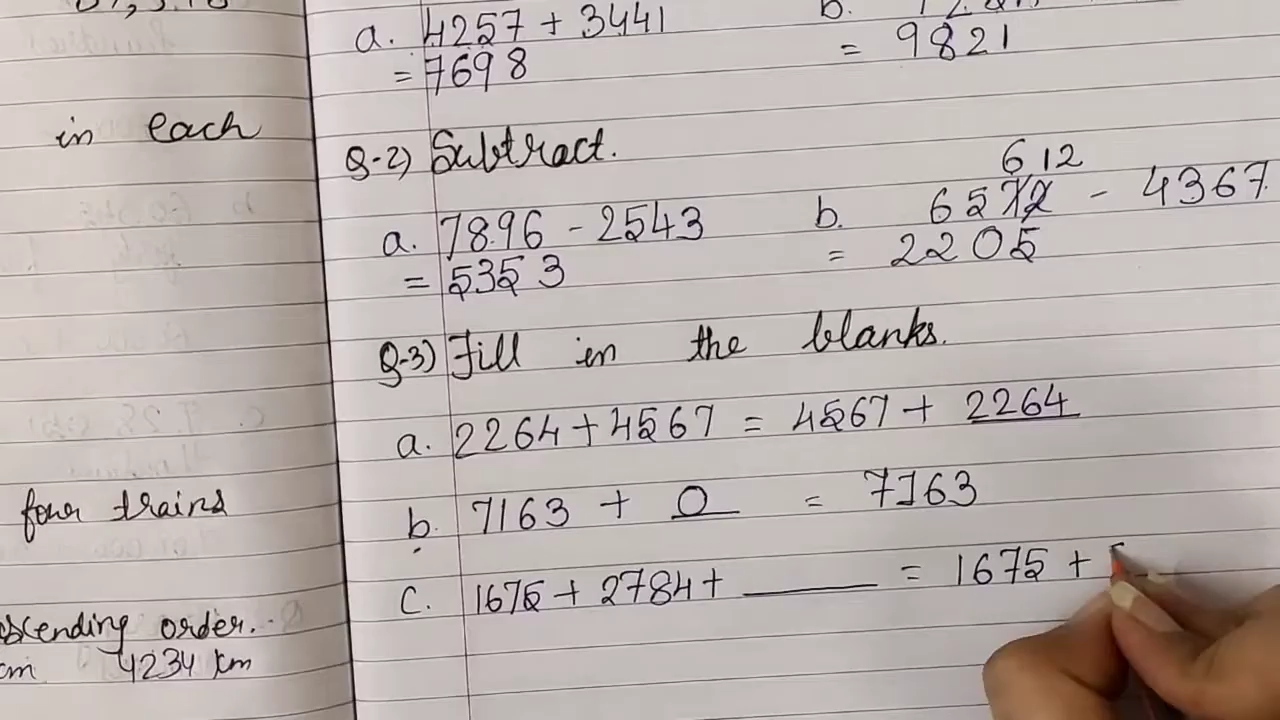 in each
four trains
order.
4234 km
a. 4257 + 3441
= 7698
b.
= 9821
Q-2) Subtract.
a. 7896 - 2543
= 5353
6 12
b. 6572 - 4367
= 2205
Q-3) Fill in the blanks.
a. 2264 + 4567 = 4567 + 2264
b. 7163 + 0 = 7163
c. 1675 + 2784 + ______ = 1675 +